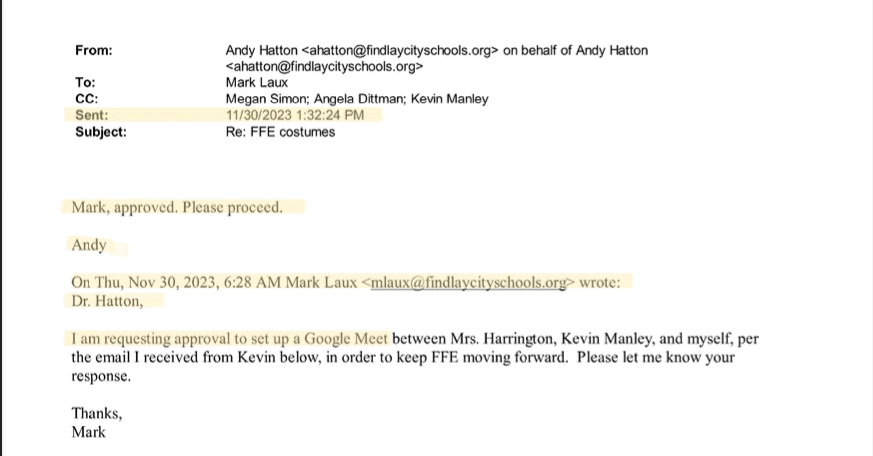 From: Andy Hatton <ahatton@findlaycityschools.org> on behalf of Andy Hatton
<ahatton@findlaycityschools.org>
To: Mark Laux
CC: Megan Simon; Angela Dittman; Kevin Manley
Sent: 11/30/2023 1:32:24 PM
Subject: Re: FFE costumes
Mark, approved. Please proceed.
Andy
On Thu, Nov 30, 2023, 6:28 AM Mark Laux <mlaux@findlaycityschools.org> wrote:
Dr. Hatton,
I am requesting approval to set up a Google Meet between Mrs. Harrington, Kevin Manley, and myself, per
the email I received from Kevin below, in order to keep FFE moving forward.  Please let me know your
response.
Thanks,
Mark